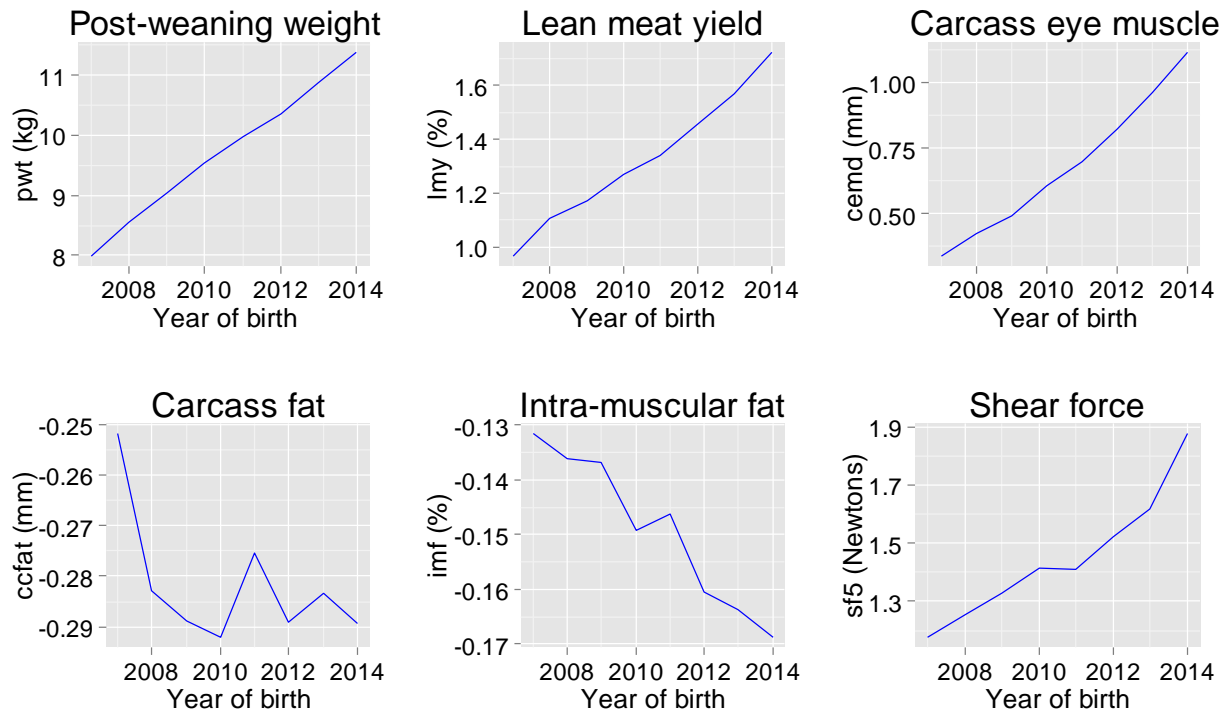 Post-weaning weight
pwt (kg)
11
10
9
8
2008 2010 2012 2014
Year of birth
Lean meat yield
lmy (%)
1.6
1.4
1.2
1.0
2008 2010 2012 2014
Year of birth
Carcass eye muscle
cemd (mm)
1.00
0.75
0.50
2008 2010 2012 2014
Year of birth
Carcass fat
ccfat (mm)
-0.25
-0.26
-0.27
-0.28
-0.29
2008 2010 2012 2014
Year of birth
Intra-muscular fat
imf (%)
-0.13
-0.14
-0.15
-0.16
-0.17
2008 2010 2012 2014
Year of birth
Shear force
sf5 (Newtons)
1.9
1.7
1.5
1.3
2008 2010 2012 2014
Year of birth